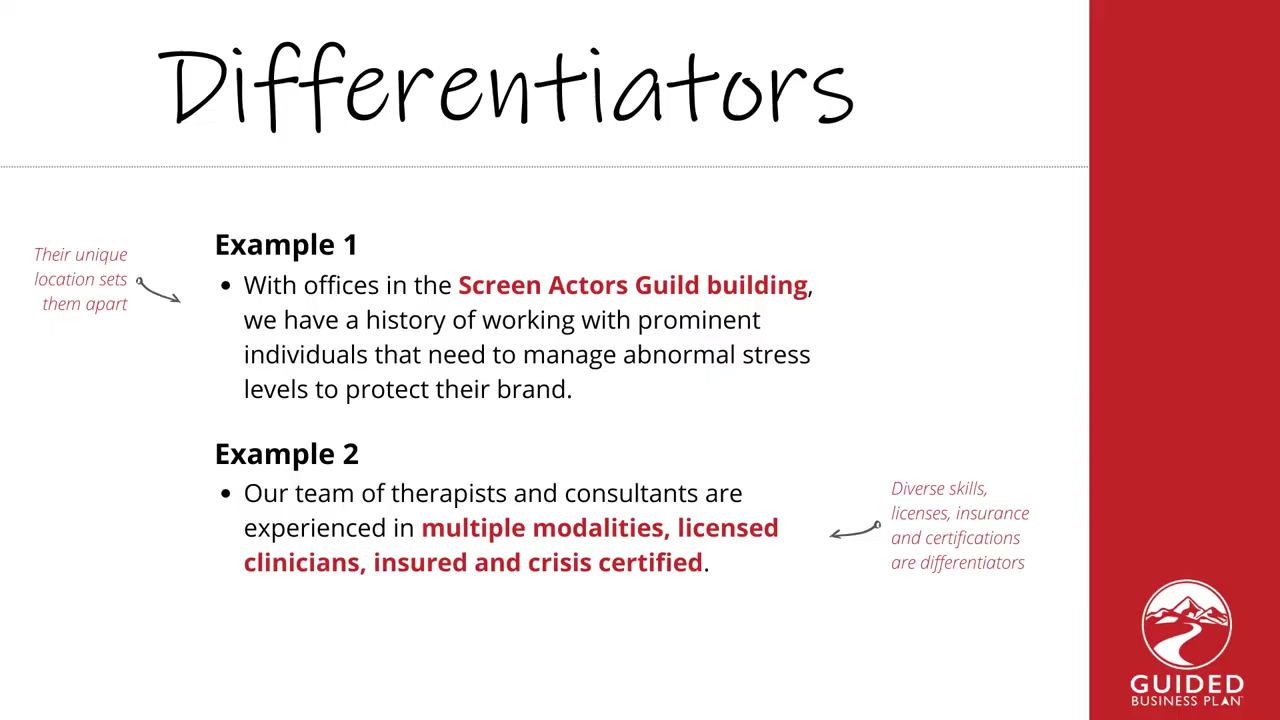 Differentiators
Their unique
location sets
them apart
Example 1
• With offices in the Screen Actors Guild building,
we have a history of working with prominent
individuals that need to manage abnormal stress
levels to protect their brand.
Example 2
• Our team of therapists and consultants are
experienced in multiple modalities, licensed
clinicians, insured and crisis certified.
Diverse skills,
licenses, insurance
and certifications
are differentiators
GUIDED
BUSINESS PLAN™